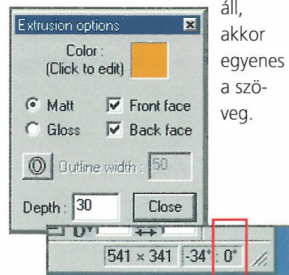 áll,
akkor
egyenes
a szö-
veg.
Extrusion options
Color :
(Click to edit)
Matt
Front face
Gloss
Back face
Outline width : 50
Depth : 30
Close
541 × 341 -34° : 0°